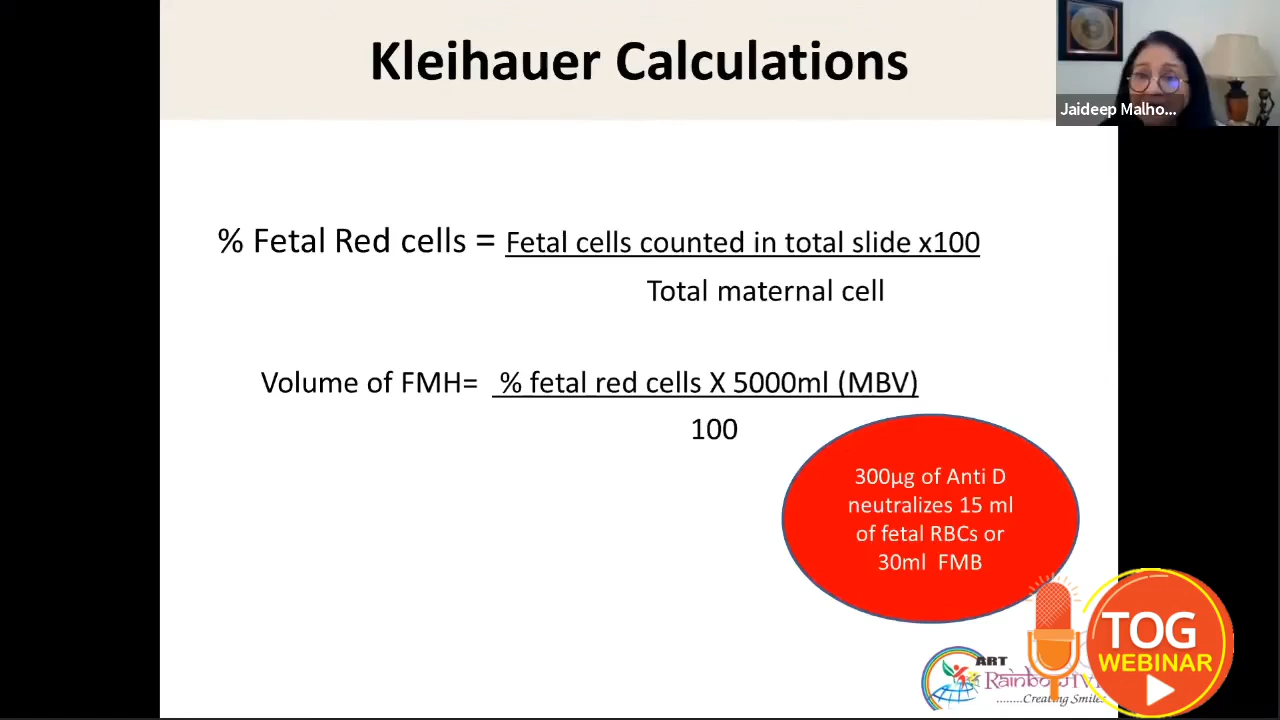 Kleihauer Calculations
Jaideep Malho...
% Fetal Red cells = Fetal cells counted in total slide x100
Total maternal cell
Volume of FMH= % fetal red cells X 5000ml (MBV)
100
300µg of Anti D
neutralizes 15 ml
of fetal RBCs or
30ml FMB
TOG
WEBINAR
ART
Rainbow IV
........Creating Smiles